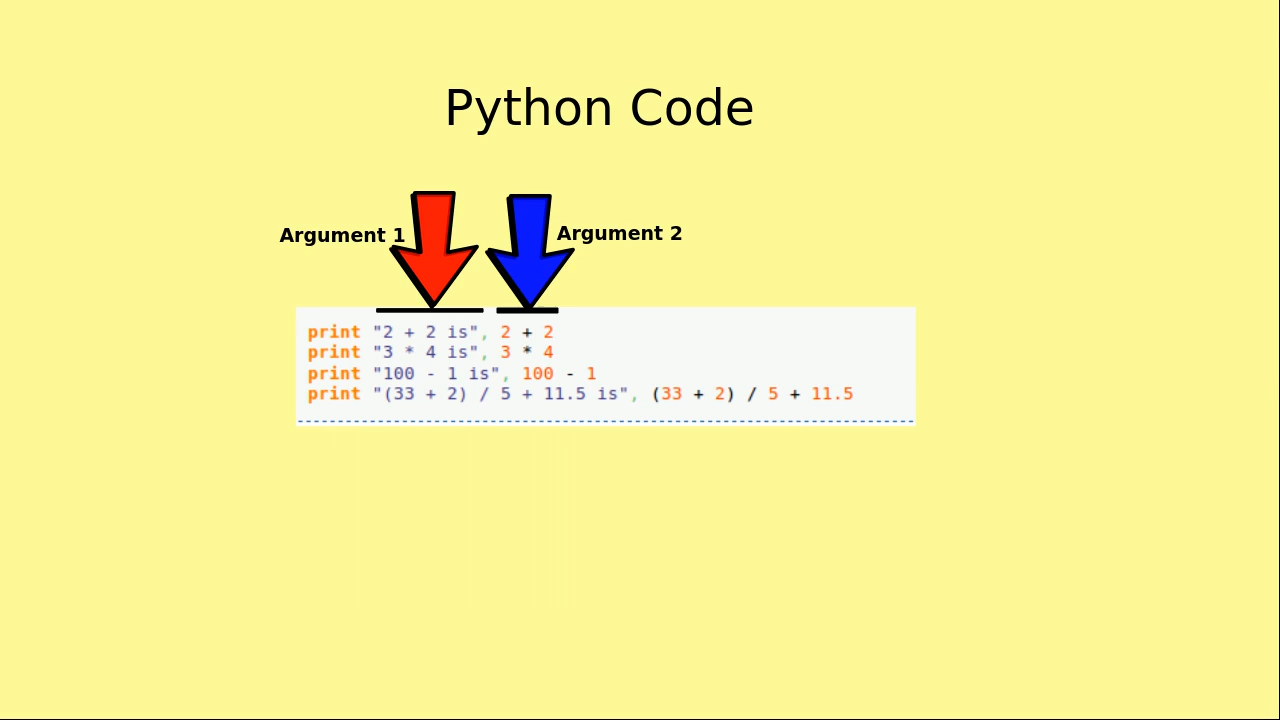 Python Code
Argument 1
Argument 2
print "2 + 2 is", 2 + 2
print "3 * 4 is", 3 * 4
print "100 - 1 is", 100 - 1
print "(33 + 2) / 5 + 11.5 is", (33 + 2) / 5 + 11.5